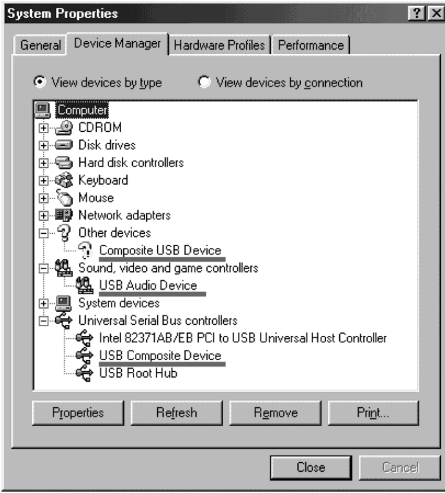 System Properties
General Device Manager Hardware Profiles Performance
View devices by type View devices by connection
Computer
CDROM
Disk drives
Hard disk controllers
Keyboard
Mouse
Network adapters
Other devices
Composite USB Device
Sound, video and game controllers
USB Audio Device
System devices
Universal Serial Bus controllers
Intel 82371AB/EB PCI to USB Universal Host Controller
USB Composite Device
USB Root Hub
Properties Refresh Remove Print...
Close Cancel